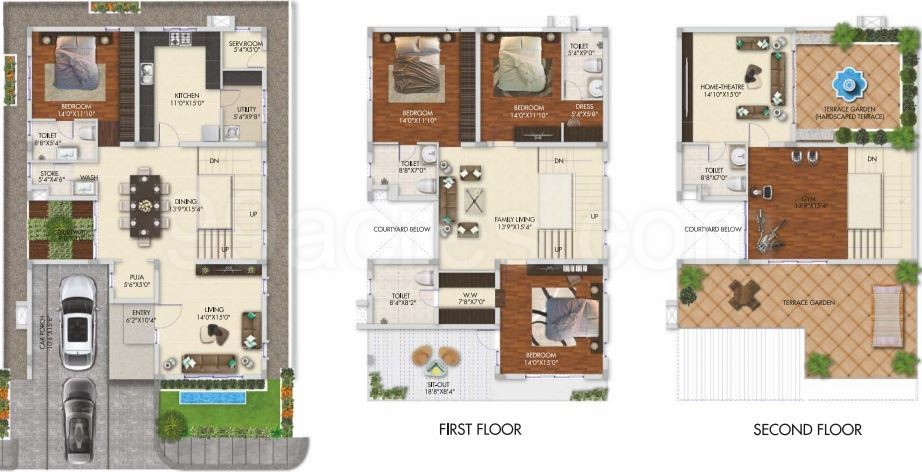 BEDROOM
14'0"X11'10"
KITCHEN
11'0"X15'0"
SERV.ROOM
5'4"X5'0"
UTILITY
5'4"X9'8"
TOILET
8'8"X5'4"
STORE
5'4"X4'6"
WASH
DINING
13'9"X15'4"
DN
UP
UP
COURTYARD
PUJA
5'6"X5'0"
ENTRY
6'2"X10'4"
LIVING
14'0"X15'0"
CAR PORCH
10'6"X15'8"
BEDROOM
14'0"X11'10"
BEDROOM
14'0"X11'10"
TOILET
5'4"X9'0"
DRESS
5'4"X5'8"
TOILET
8'8"X7'0"
COURTYARD BELOW
FAMILY LIVING
13'9"X15'4"
DN
UP
UP
TOILET
8'4"X8'2"
W.W
7'8"X7'0"
BEDROOM
14'0"X15'0"
SIT-OUT
18'8"X8'4"
FIRST FLOOR
HOME-THEATRE
14'10"X15'0"
TERRACE GARDEN
(HARDSCAPED TERRACE)
TOILET
8'8"X7'0"
COURTYARD BELOW
GYM
13'9"X15'4"
DN
TERRACE GARDEN
SECOND FLOOR